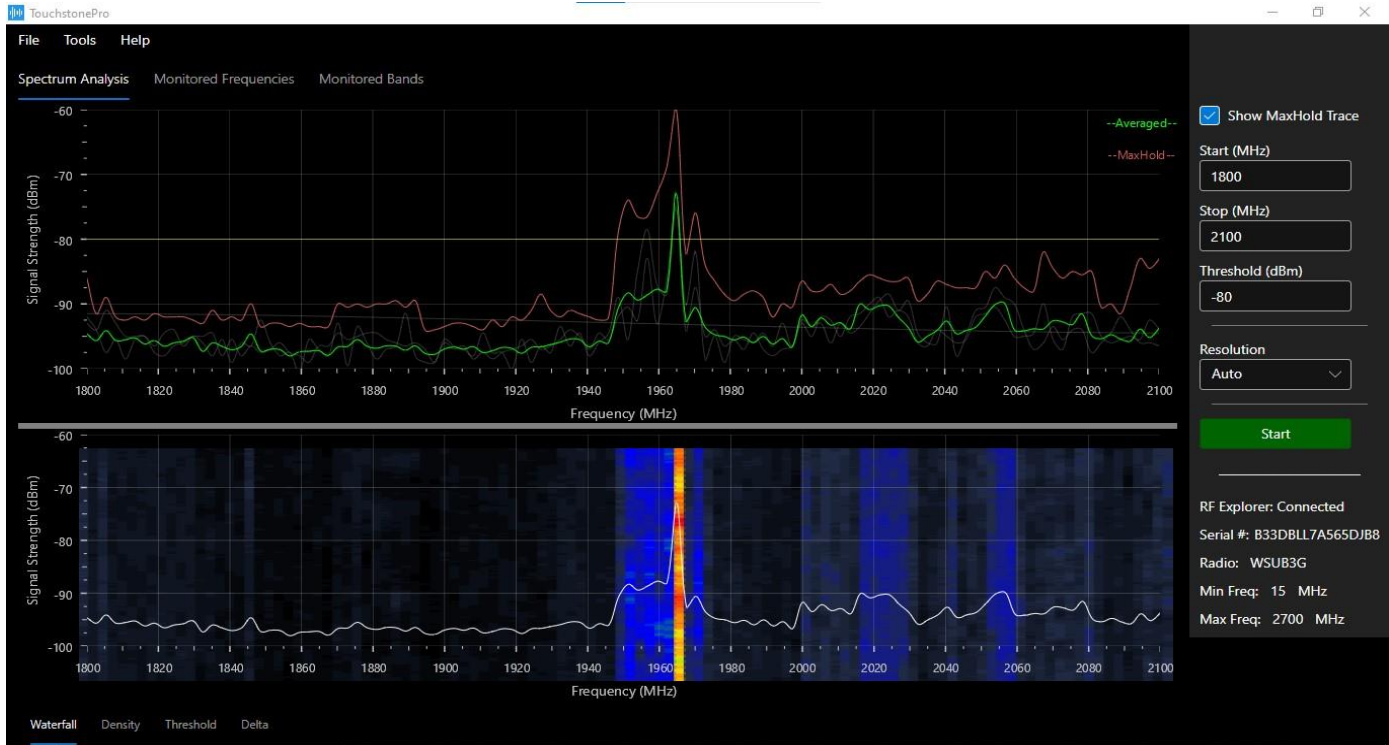 TouchstonePro
File Tools Help
Spectrum Analysis Monitored Frequencies Monitored Bands
-60
-70
-80
-90
-100
Signal Strength (dBm)
--Averaged--
--MaxHold--
1800 1820 1840 1860 1880 1900 1920 1940 1960 1980 2000 2020 2040 2060 2080 2100
Frequency (MHz)
-60
-70
-80
-90
-100
Signal Strength (dBm)
1800 1820 1840 1860 1880 1900 1920 1940 1960 1980 2000 2020 2040 2060 2080 2100
Frequency (MHz)
Waterfall Density Threshold Delta
Show MaxHold Trace
Start (MHz)
1800
Stop (MHz)
2100
Threshold (dBm)
-80
Resolution
Auto
Start
RF Explorer: Connected
Serial #: B33DBLL7A565DJB8
Radio: WSUB3G
Min Freq: 15 MHz
Max Freq: 2700 MHz